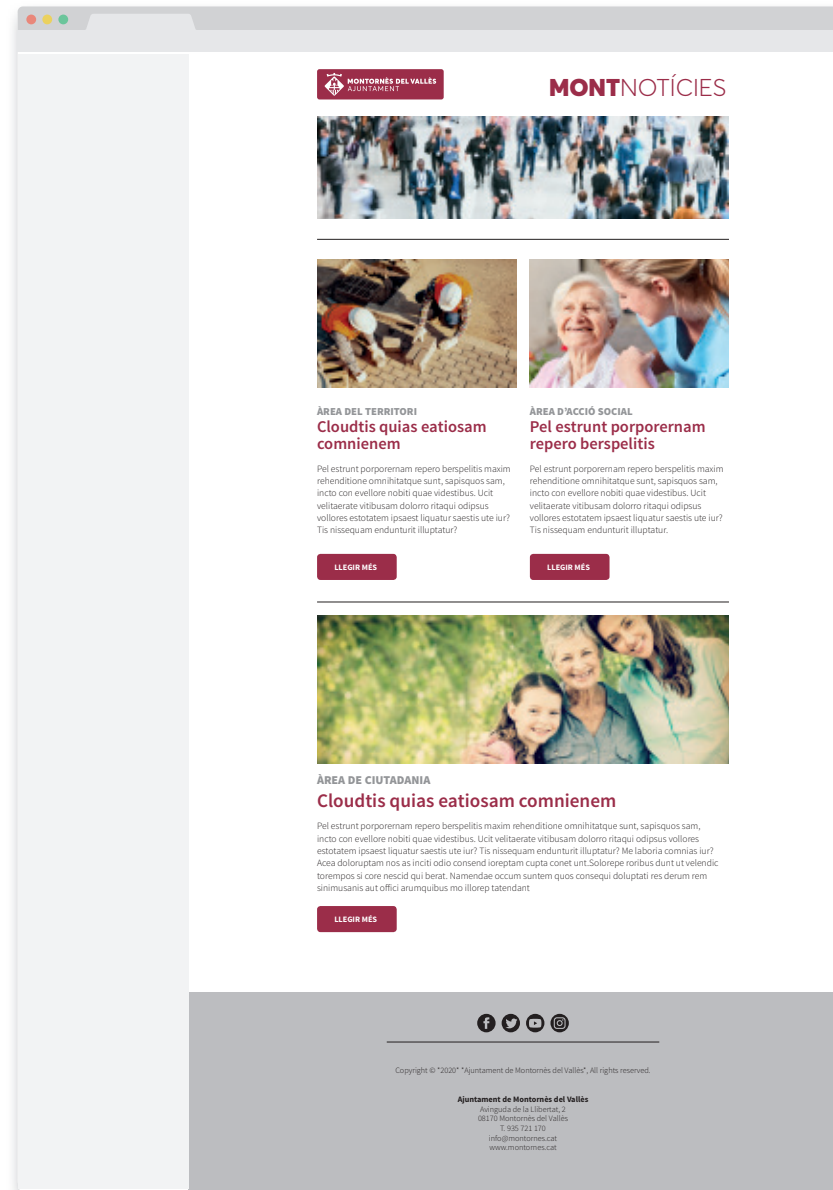 MONTORNÈS DEL VALLÈS
AJUNTAMENT
MONTNOTÍCIES
ÀREA DEL TERRITORI
Cloudtis quias eatiosam
comnienem
Pel estrunt porporernam repero berspelitis maxim
rehenditione omnihitatque sunt, sapisquos sam,
incto con evellore nobiti quae videstibus. Ucit
velitaerate vitibusam dolorro ritaqui odipsus
vollores estotatem ipsaest liquatur saestis ute iur?
Tis nissequam endunturit illuptatur?
LLEGIR MÉS
ÀREA D'ACCIÓ SOCIAL
Pel estrunt porporernam
repero berspelitis
Pel estrunt porporernam repero berspelitis maxim
rehenditione omnihitatque sunt, sapisquos sam,
incto con evellore nobiti quae videstibus. Ucit
velitaerate vitibusam dolorro ritaqui odipsus
vollores estotatem ipsaest liquatur saestis ute iur?
Tis nissequam endunturit illuptatur.
LLEGIR MÉS
ÀREA DE CIUTADANIA
Cloudtis quias eatiosam comnienem
Pel estrunt porporernam repero berspelitis maxim rehenditione omnihitatque sunt, sapisquos sam,
incto con evellore nobiti quae videstibus. Ucit velitaerate vitibusam dolorro ritaqui odipsus vollores
estotatem ipsaest liquatur saestis ute iur? Tis nissequam endunturit illuptatur? Me laboria comnias iur?
Acea doloruptam nos as inciti odio consend ioreptam cupta conet unt.Solorepe roribus dunt ut velendic
torempos si core nescid qui berat. Namendae occum suntem quos consequi doluptati res derum rem
sinimusanis aut offici arumquibus mo illorep tatendant
LLEGIR MÉS
Copyright © *2020* *Ajuntament de Montornès del Vallès*, All rights reserved.
Ajuntament de Montornès del Vallès
Avinguda de la Llibertat, 2
08170 Montornès del Vallès
T. 935 721 170
info@montornes.cat
www.montornes.cat